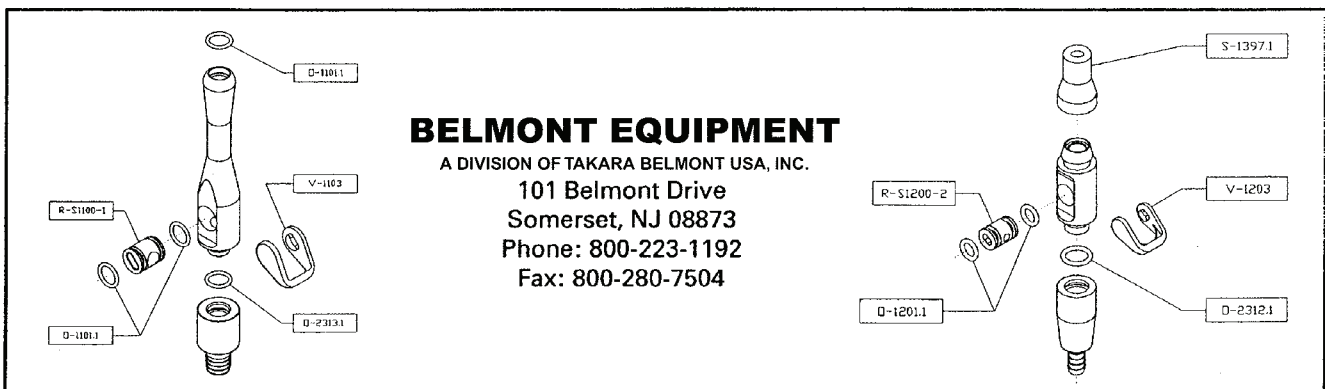 O-1101.1
V-1103
R-S1100-1
O-1101.1
O-2313.1
BELMONT EQUIPMENT
A DIVISION OF TAKARA BELMONT USA, INC.
101 Belmont Drive
Somerset, NJ 08873
Phone: 800-223-1192
Fax: 800-280-7504
S-1397.1
R-S1200-2
V-1203
O-1201.1
O-2312.1